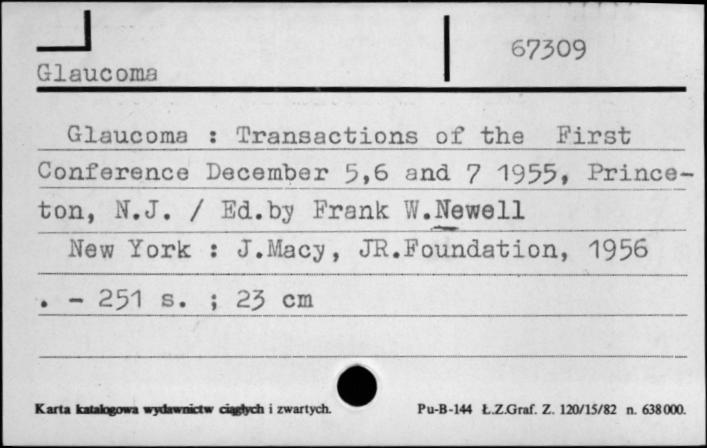 67309
Glaucoma
Glaucoma : Transactions of the First
Conference December 5,6 and 7 1955, Prince-
ton, N.J. / Ed.by Frank W.Newell
New York : J.Macy, JR.Foundation, 1956
. - 251 s. ; 23 cm
Karta katalogowa wydawnictw ciągłych i zwartych. Pu-B-144 Ł.Z.Graf. Z. 120/15/82 n. 638000.